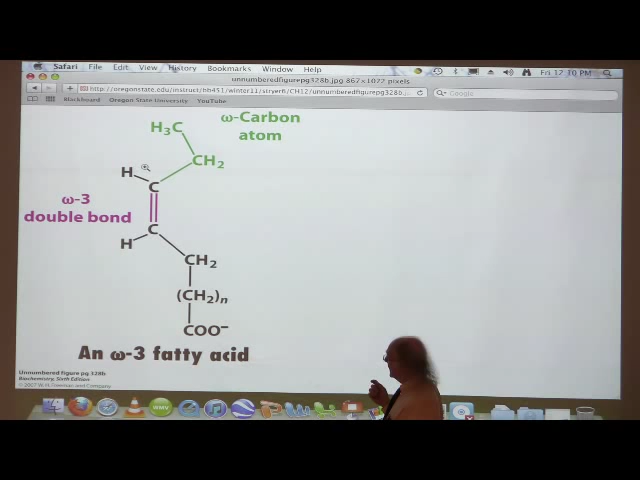 Safari File Edit View History Bookmarks Window Help
Fri 12:10 PM
unnumberedfigurepg328b.jpg 867×1022 pixels
Google
Blackboard Oregon State University YouTube
H₃C
ω-Carbon
atom
CH₂
H
C
ω-3
double bond
C
H
CH₂
(CH₂)n
COO⁻
An ω-3 fatty acid
Unnumbered figure pg 328b
Biochemistry, Sixth Edition
© 2007 W.H. Freeman and Company
WMV